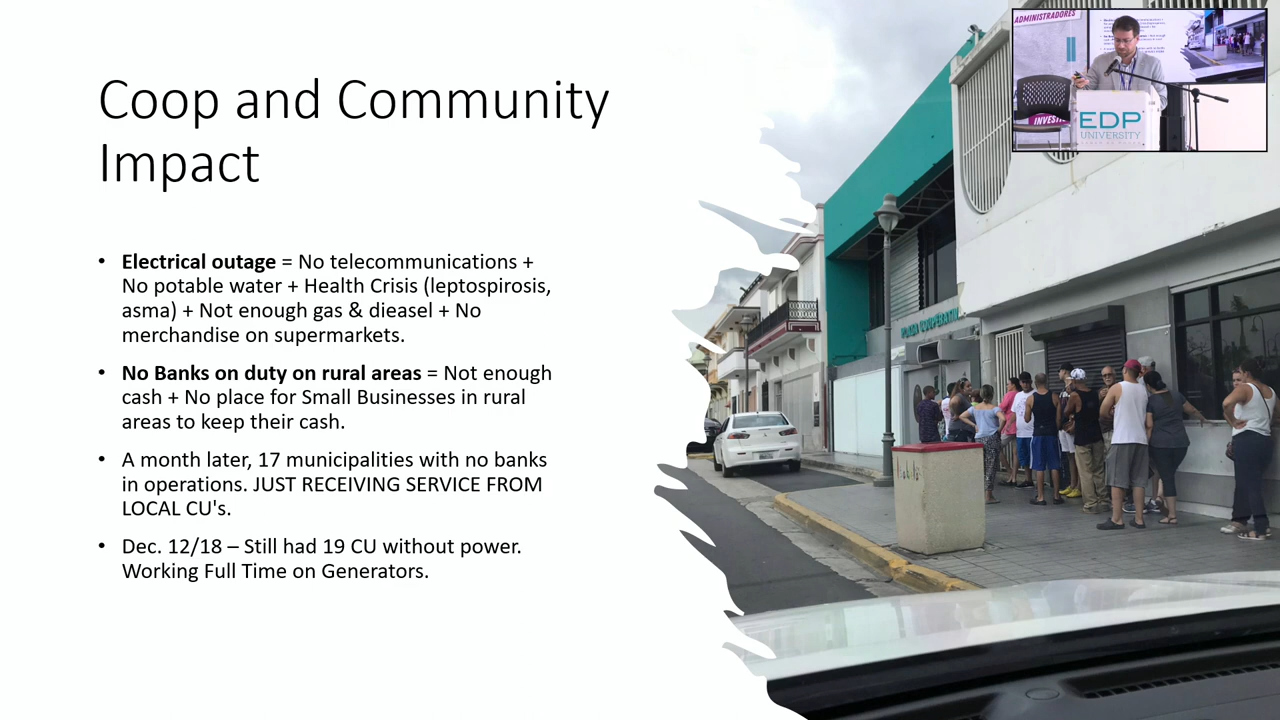 Coop and Community
Impact
• Electrical outage = No telecommunications +
No potable water + Health Crisis (leptospirosis,
asma) + Not enough gas & dieasel + No
merchandise on supermarkets.
• No Banks on duty on rural areas = Not enough
cash + No place for Small Businesses in rural
areas to keep their cash.
• A month later, 17 municipalities with no banks
in operations. JUST RECEIVING SERVICE FROM
LOCAL CU's.
• Dec. 12/18 – Still had 19 CU without power.
Working Full Time on Generators.
ADMINISTRADORES
EDP
UNIVERSITY